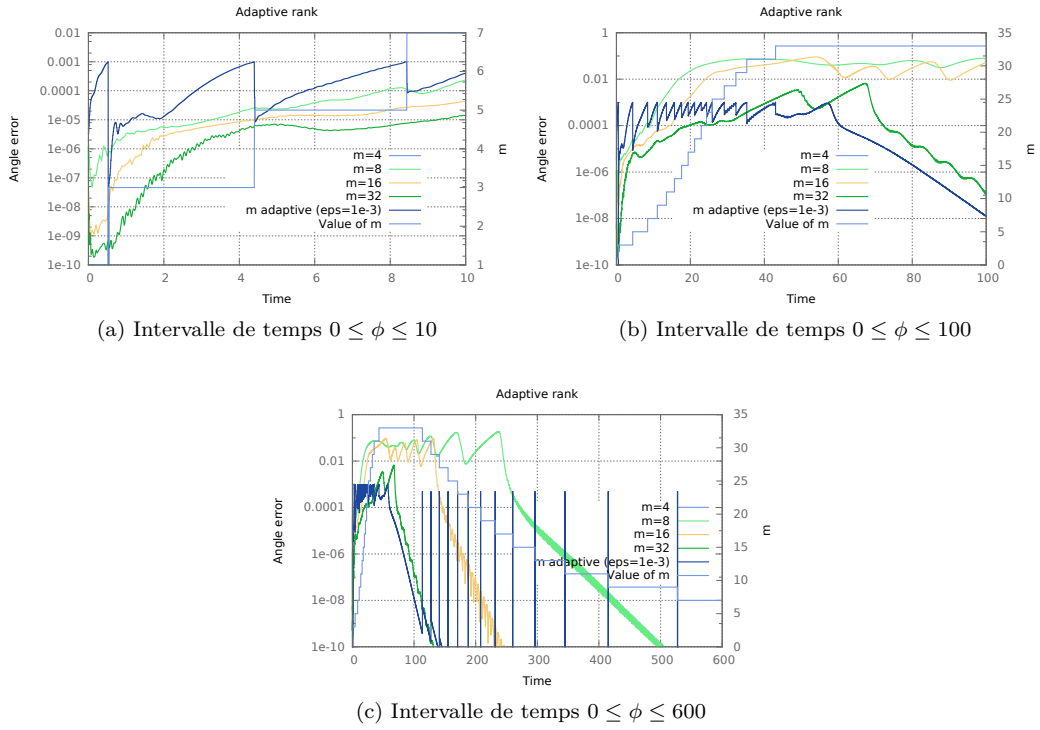 Adaptive rank
0.01
0.001
0.0001
1e-05
1e-06
1e-07
1e-08
1e-09
1e-10
Angle error
7
6
5
4
3
2
1
m
m=4
m=8
m=16
m=32
m adaptive (eps=1e-3)
Value of m
0 2 4 6 8 10
Time
(a) Intervalle de temps 0 ≤ ϕ ≤ 10
Adaptive rank
1
0.01
0.0001
1e-06
1e-08
1e-10
Angle error
35
30
25
20
15
10
5
0
m
m=4
m=8
m=16
m=32
m adaptive (eps=1e-3)
Value of m
0 20 40 60 80 100
Time
(b) Intervalle de temps 0 ≤ ϕ ≤ 100
Adaptive rank
1
0.01
0.0001
1e-06
1e-08
1e-10
Angle error
35
30
25
20
15
10
5
0
m
m=4
m=8
m=16
m=32
m adaptive (eps=1e-3)
Value of m
0 100 200 300 400 500 600
Time
(c) Intervalle de temps 0 ≤ ϕ ≤ 600